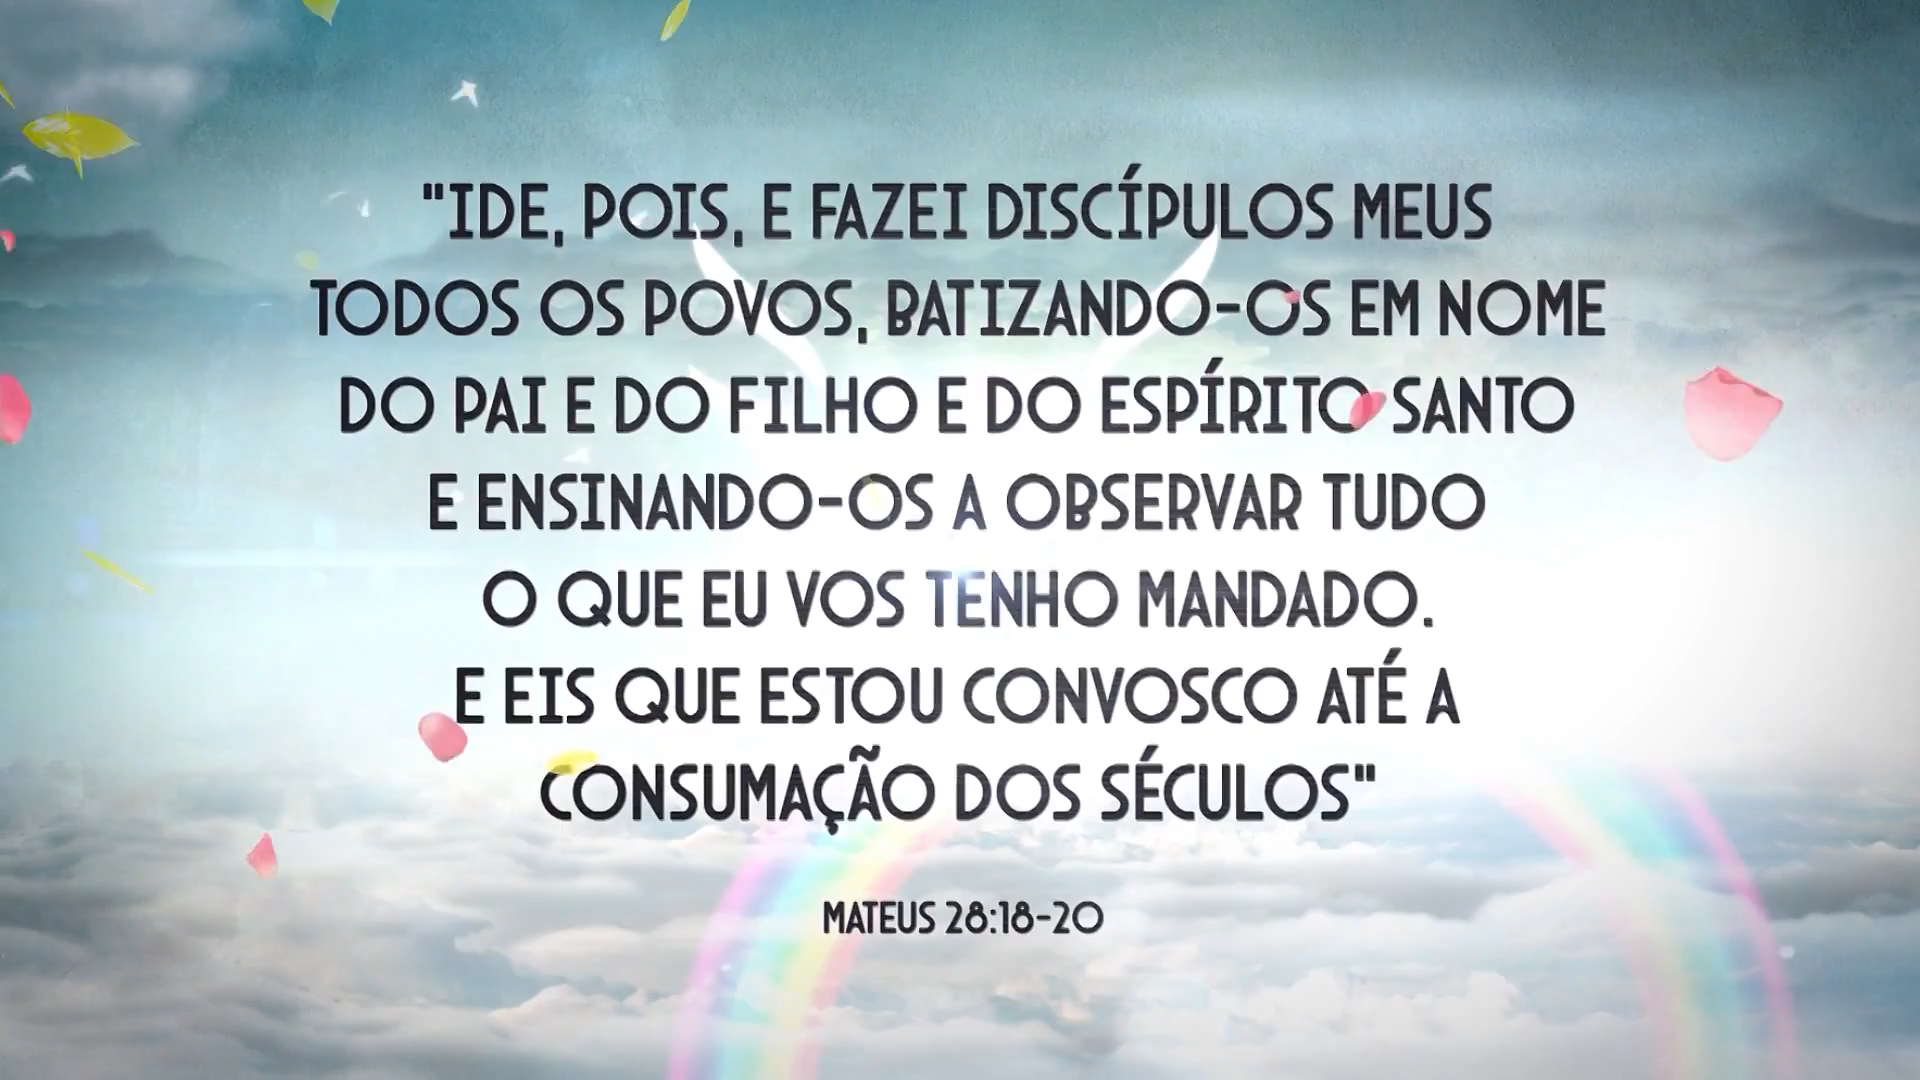 "IDE, POIS, E FAZEI DISCÍPULOS MEUS
TODOS OS POVOS, BATIZANDO-OS EM NOME
DO PAI E DO FILHO E DO ESPÍRITO SANTO
E ENSINANDO-OS A OBSERVAR TUDO
O QUE EU VOS TENHO MANDADO.
E EIS QUE ESTOU CONVOSCO ATÉ A
CONSUMAÇÃO DOS SÉCULOS"
MATEUS 28:18-20